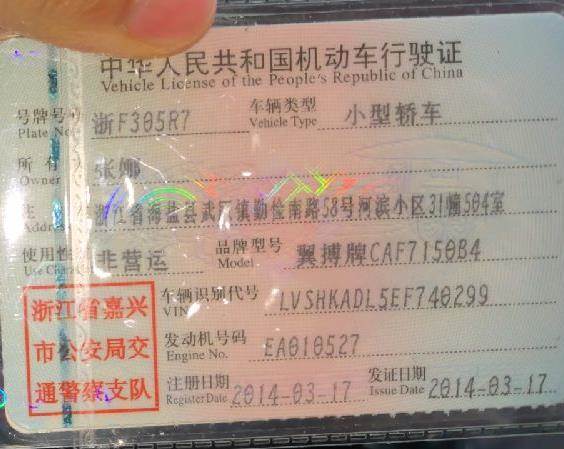 中华人民共和国机动车行驶证
Vehicle License of the People's Republic of China
号牌号 浙F305R7 车辆类型 小型轿车
Plate No. Vehicle Type
所有 张娜
Owner
浙江省海盐县武原镇勤俭南路58号河滨小区31幢504室
Address
使用性 非营运 品牌型号 翼搏牌CAF7150B4
Use Chara Model
浙江省嘉兴
市公安局交
通警察支队
车辆识别代号 LVSHKADL5EF740299
VIN
发动机号码 EA010527
Engine No.
注册日期 2014-03-17 发证日期 2014-03-17
Register Date Issue Date